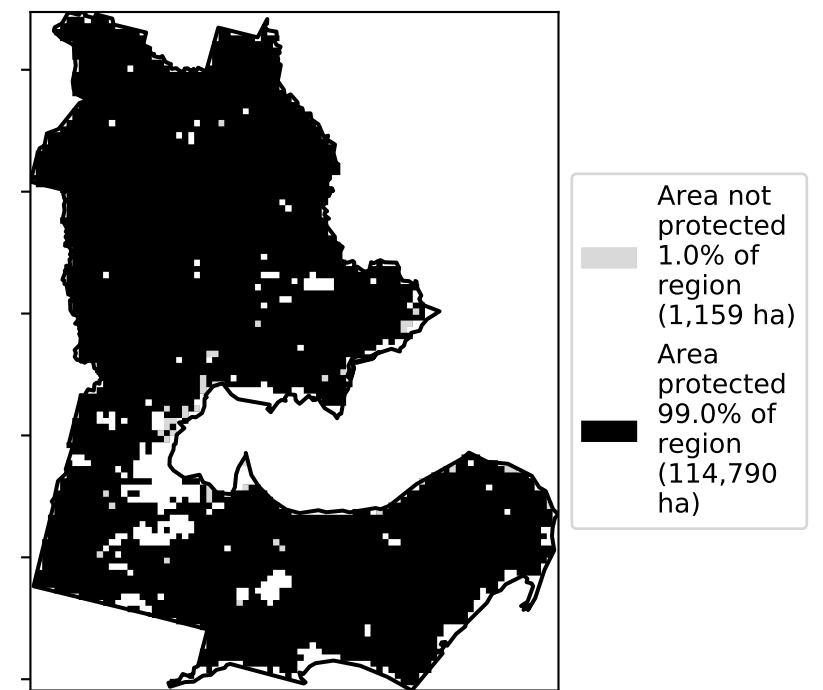 Area not
protected
1.0% of
region
(1,159 ha)
Area
protected
99.0% of
region
(114,790
ha)